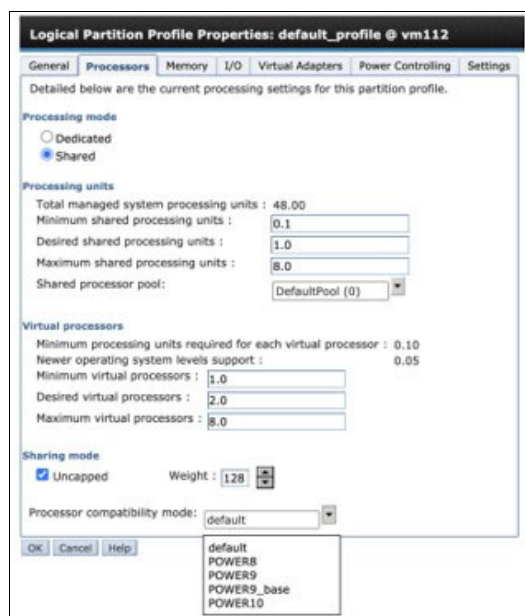 Logical Partition Profile Properties: default_profile @ vm112
General Processors Memory I/O Virtual Adapters Power Controlling Settings
Detailed below are the current processing settings for this partition profile.
Processing mode
Dedicated
Shared
Processing units
Total managed system processing units : 48.00
Minimum shared processing units : 0.1
Desired shared processing units : 1.0
Maximum shared processing units : 8.0
Shared processor pool: DefaultPool (0)
Virtual processors
Minimum processing units required for each virtual processor : 0.10
Newer operating system levels support : 0.05
Minimum virtual processors : 1.0
Desired virtual processors : 2.0
Maximum virtual processors : 8.0
Sharing mode
Uncapped Weight : 128
Processor compatibility mode: default
OK Cancel Help
default
POWER8
POWER9
POWER9_base
POWER10